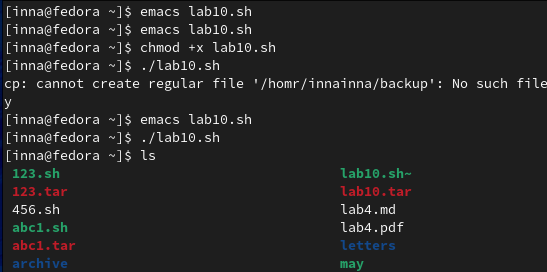 [inna@fedora ~]$ emacs lab10.sh
[inna@fedora ~]$ emacs lab10.sh
[inna@fedora ~]$ chmod +x lab10.sh
[inna@fedora ~]$ ./lab10.sh
cp: cannot create regular file '/homr/innainna/backup': No such file
y
[inna@fedora ~]$ emacs lab10.sh
[inna@fedora ~]$ ./lab10.sh
[inna@fedora ~]$ ls
123.sh lab10.sh~
123.tar lab10.tar
456.sh lab4.md
abc1.sh lab4.pdf
abc1.tar letters
archive may